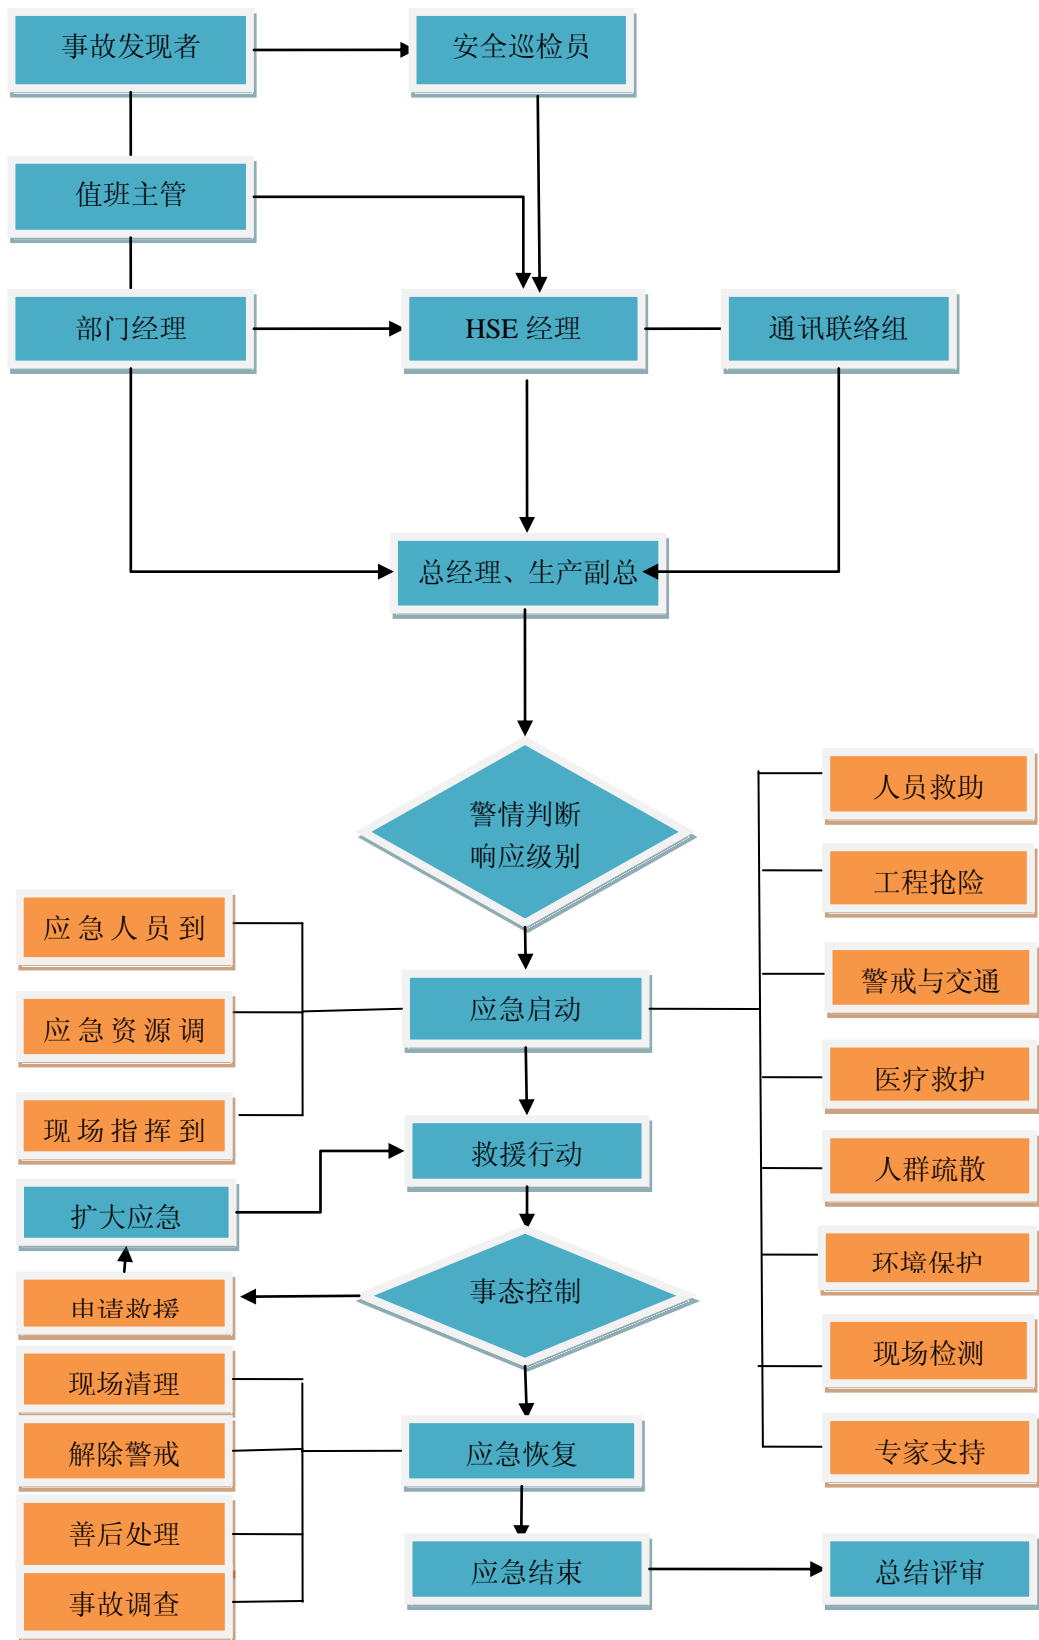 事故发现者
安全巡检员
值班主管
部门经理
HSE 经理
通讯联络组
总经理、生产副总
警情判断
响应级别
人员救助
工程抢险
应急人员到
警戒与交通
应急启动
应急资源调
医疗救护
现场指挥到
救援行动
人群疏散
扩大应急
环境保护
事态控制
申请救援
现场检测
现场清理
解除警戒
应急恢复
专家支持
善后处理
应急结束
总结评审
事故调查